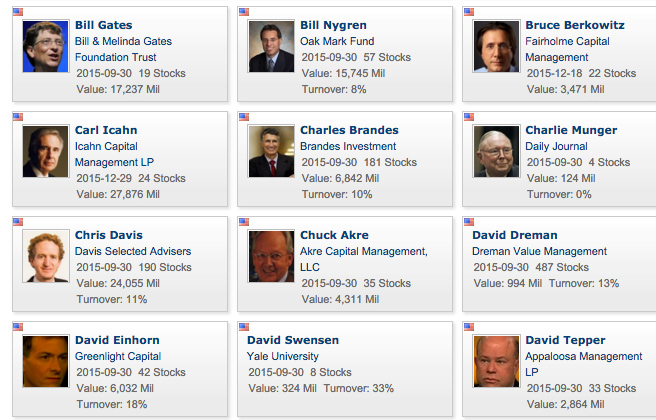 Bill Gates
Bill & Melinda Gates
Foundation Trust
2015-09-30 19 Stocks
Value: 17,237 Mil
Bill Nygren
Oak Mark Fund
2015-09-30 57 Stocks
Value: 15,745 Mil
Turnover: 8%
Bruce Berkowitz
Fairholme Capital
Management
2015-12-18 22 Stocks
Value: 3,471 Mil
Carl Icahn
Icahn Capital
Management LP
2015-12-29 24 Stocks
Value: 27,876 Mil
Charles Brandes
Brandes Investment
2015-09-30 181 Stocks
Value: 6,842 Mil
Turnover: 10%
Charlie Munger
Daily Journal
2015-09-30 4 Stocks
Value: 124 Mil
Turnover: 0%
Chris Davis
Davis Selected Advisers
2015-09-30 190 Stocks
Value: 24,055 Mil
Turnover: 11%
Chuck Akre
Akre Capital Management,
LLC
2015-09-30 35 Stocks
Value: 4,311 Mil
David Dreman
Dreman Value Management
2015-09-30 487 Stocks
Value: 994 Mil Turnover: 13%
David Einhorn
Greenlight Capital
2015-09-30 42 Stocks
Value: 6,032 Mil
Turnover: 18%
David Swensen
Yale University
2015-09-30 8 Stocks
Value: 324 Mil Turnover: 33%
David Tepper
Appaloosa Management
LP
2015-09-30 33 Stocks
Value: 2,864 Mil